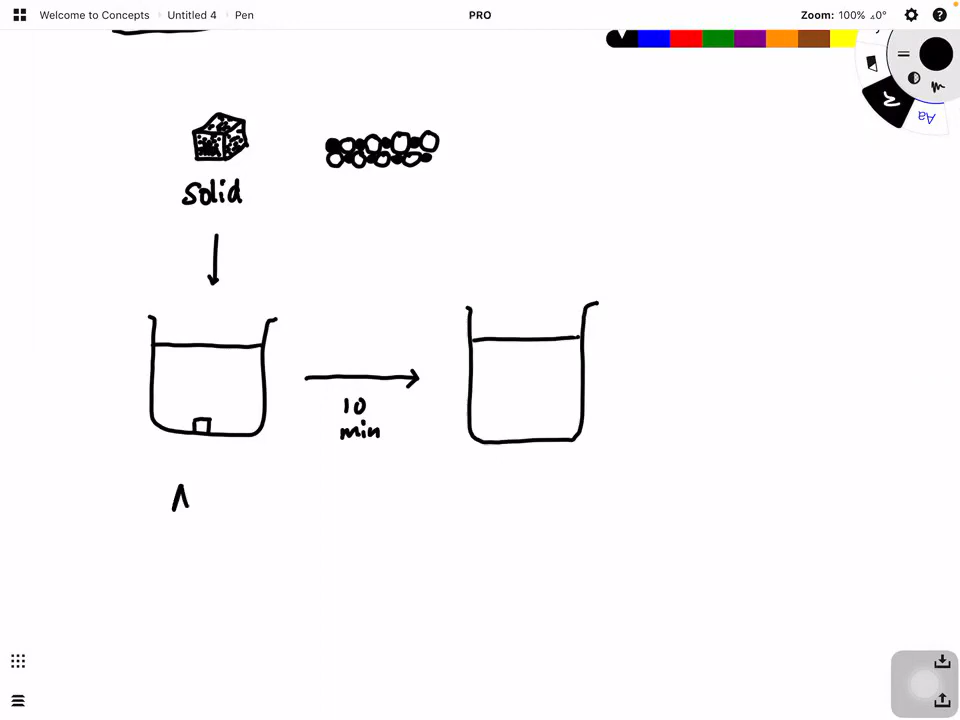 Welcome to Concepts › Untitled 4 › Pen
PRO
Zoom: 100% ⊿0°
Aa
solid
10
min